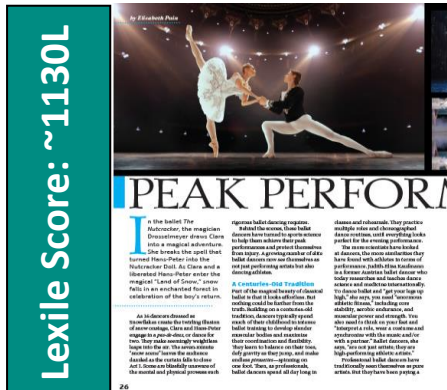 Lexile Score: ~1130L
by Elizabeth Pain
PEAK PERFORM
In the ballet The
Nutcracker, the magician
Drosselmeyer draws Clara
into a magical adventure.
She breaks the spell that
turned Hans-Peter into the
Nutcracker Doll. As Clara and a
liberated Hans-Peter enter the
magical "Land of Snow," snow
falls in an enchanted forest in
celebration of the boy's return.
As 16 dancers dressed as
Snowflakes create the twirling illusion
of snow coatings, Clara and Hans-Peter
engage in a pas-de-deux, or dance for
two. They make seemingly weightless
leaps into the air. The seven-minute
"snow scene" leaves the audience
dazzled as the curtain falls to close
Act I. Some are blissfully unaware of
the mental and physical prowess such
rigorous ballet dancing requires.
Behind the scenes, these ballet
dancers have turned to sports science
to help them achieve their peak
performances and protect themselves
from injury. A growing number of elite
ballet dancers now see themselves as
not just performing artists but also
dancing athletes.
A Centuries-Old Tradition
Part of the magical beauty of classical
ballet is that it looks effortless. But
nothing could be further from the
truth. Building on a centuries-old
tradition, dancers typically spend
much of their childhood in intense
ballet training to develop slender
muscular bodies and maximize
their coordination and flexibility.
They learn to balance on their toes,
defy gravity as they jump, and make
endless pirouettes—spinning on
one foot. Then, as professionals,
ballet dancers spend all day long in
classes and rehearsals. They practice
multiple roles and choreographed
dance routines, until everything looks
perfect for the evening performance.
The more scientists have looked
at dancers, the more similarities they
have found with athletes in terms of
performance. Judith-Elisa Kaufmann
is a former Austrian ballet dancer who
today researches and teaches dance
science and medicine internationally.
To dance ballet and "get your legs up
high," she says, you need "enormous
athletic fitness," including core
stability, aerobic endurance, and
muscular power and strength. You
also need to think on your feet and
"interpret a role, wear a costume and
synchronize with the music and/or
with a partner." Ballet dancers, she
says, "are not just artists; they are
high-performing athletic artists."
Professional ballet dancers have
traditionally seen themselves as pure
artists. But they have been paying a
26